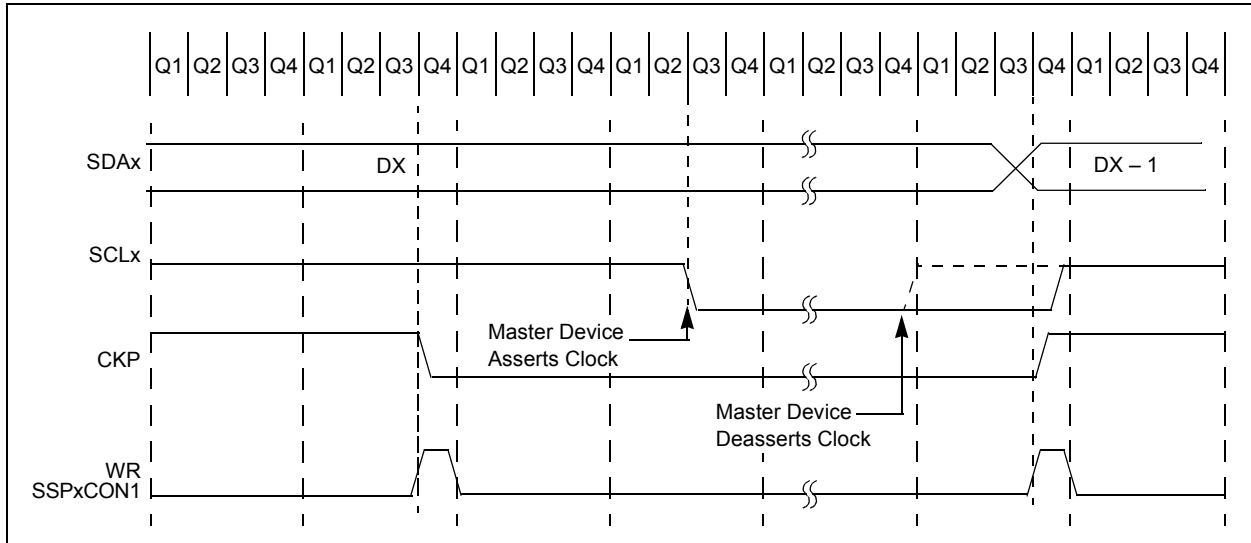 Q1 Q2 Q3 Q4 Q1 Q2 Q3 Q4 Q1 Q2 Q3 Q4 Q1 Q2 Q3 Q4 Q1 Q2 Q3 Q4 Q1 Q2 Q3 Q4 Q1 Q2 Q3 Q4
SDAx
DX
DX – 1
SCLx
Master Device
Asserts Clock
CKP
Master Device
Deasserts Clock
WR
SSPxCON1